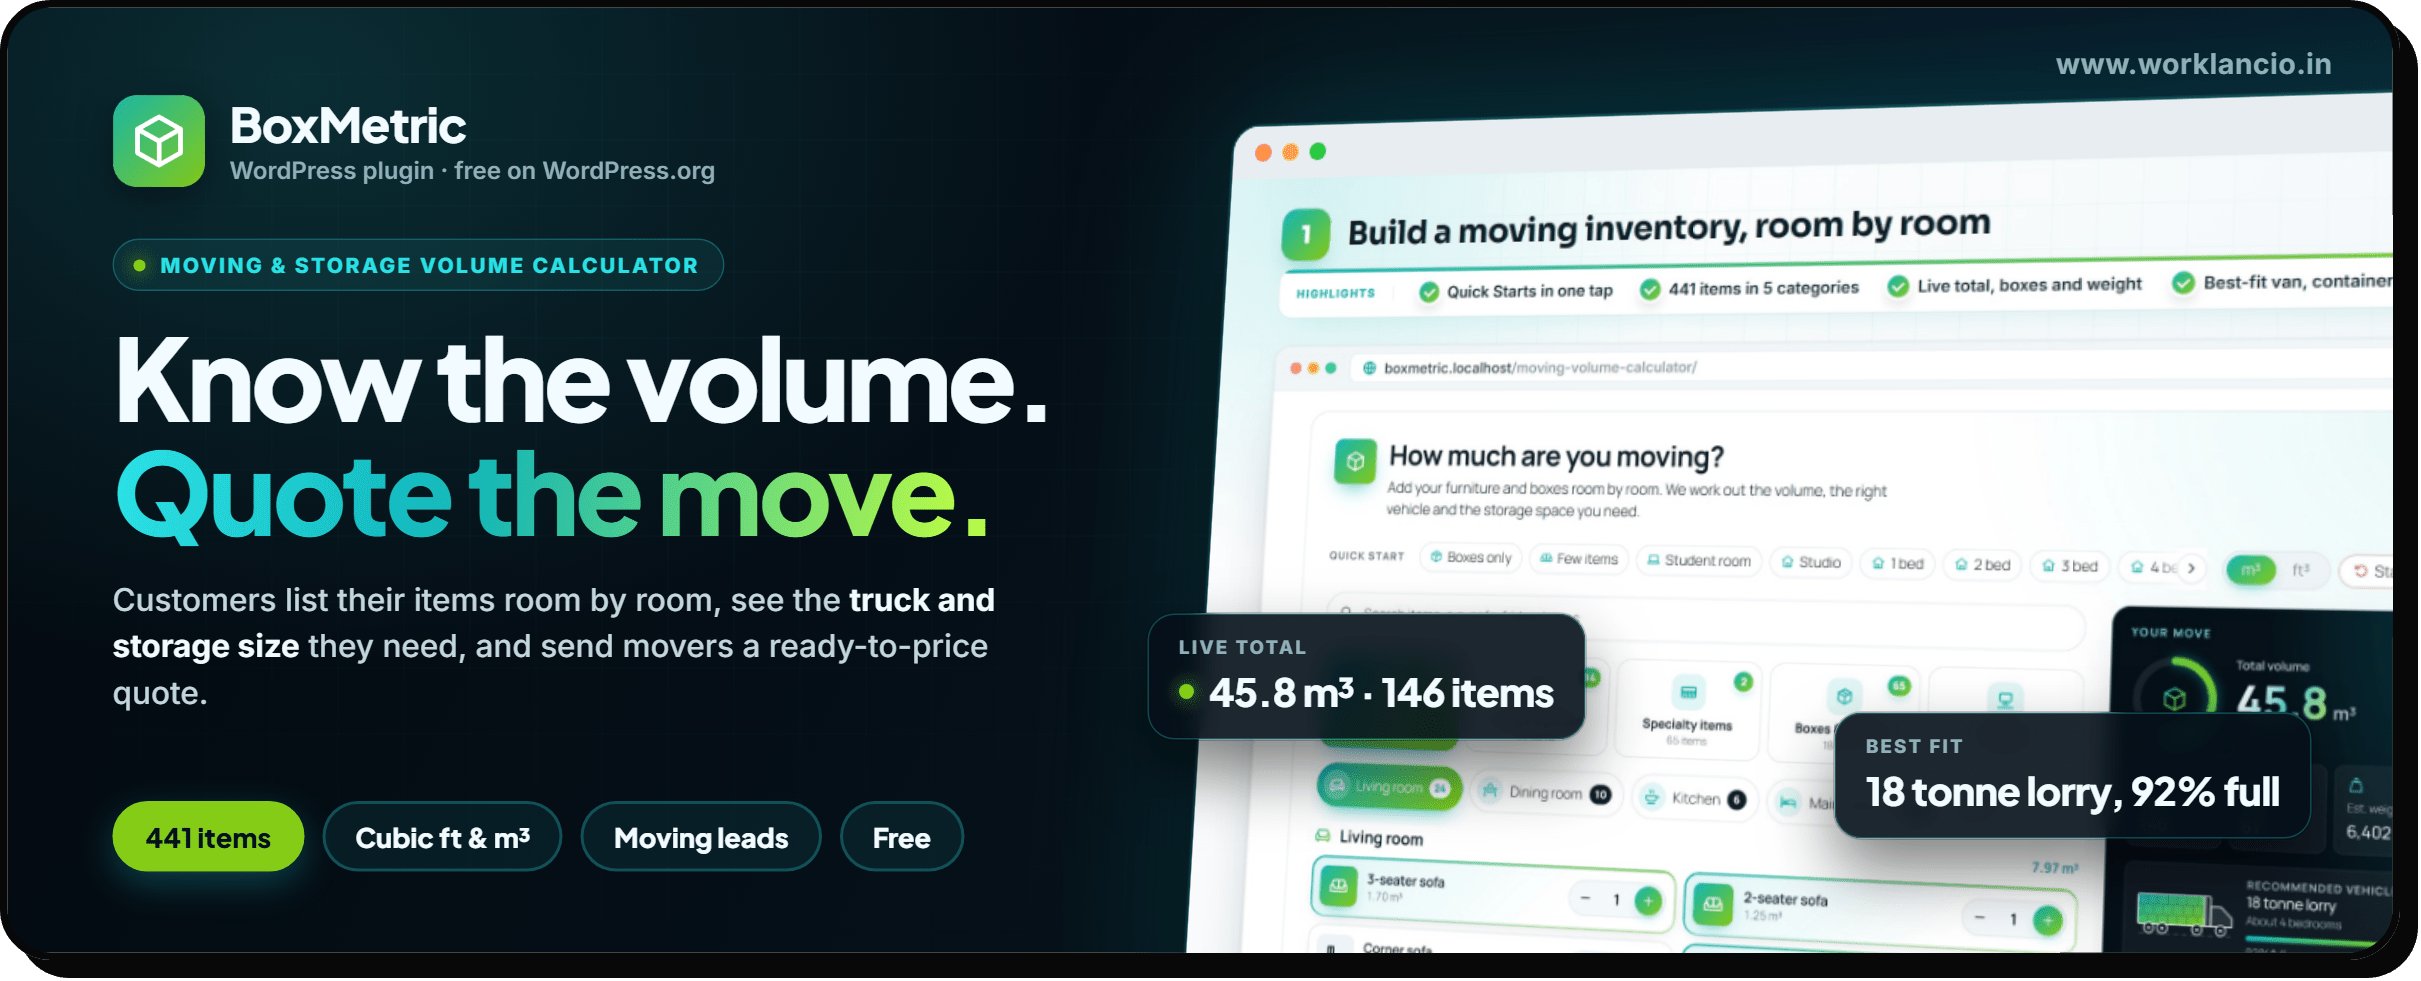 www.worklancio.in
BoxMetric
WordPress plugin · free on WordPress.org
MOVING & STORAGE VOLUME CALCULATOR
Know the volume.
Quote the move.
Customers list their items room by room, see the truck and
storage size they need, and send movers a ready-to-price
quote.
441 items
Cubic ft & m³
Moving leads
Free
1 Build a moving inventory, room by room
HIGHLIGHTS
Quick Starts in one tap
441 items in 5 categories
Live total, boxes and weight
Best-fit van, container
boxmetric.localhost/moving-volume-calculator/
How much are you moving?
Add your furniture and boxes room by room. We work out the volume, the right
vehicle and the storage space you need.
QUICK START
Boxes only
Few items
Student room
Studio
1 bed
2 bed
3 bed
4 be
m³
ft³
LIVE TOTAL
45.8 m³ · 146 items
Specialty items
65 items
2
Boxes
65
YOUR MOVE
Total volume
45.8 m³
BEST FIT
18 tonne lorry, 92% full
Living room 24
Dining room 10
Kitchen 6
Living room
7.97 m³
3-seater sofa
1.70 m³
1
2-seater sofa
1.25 m³
1
Corner sofa
6,402
RECOMMENDED VEHICL
18 tonne lorry
About 4 bedrooms